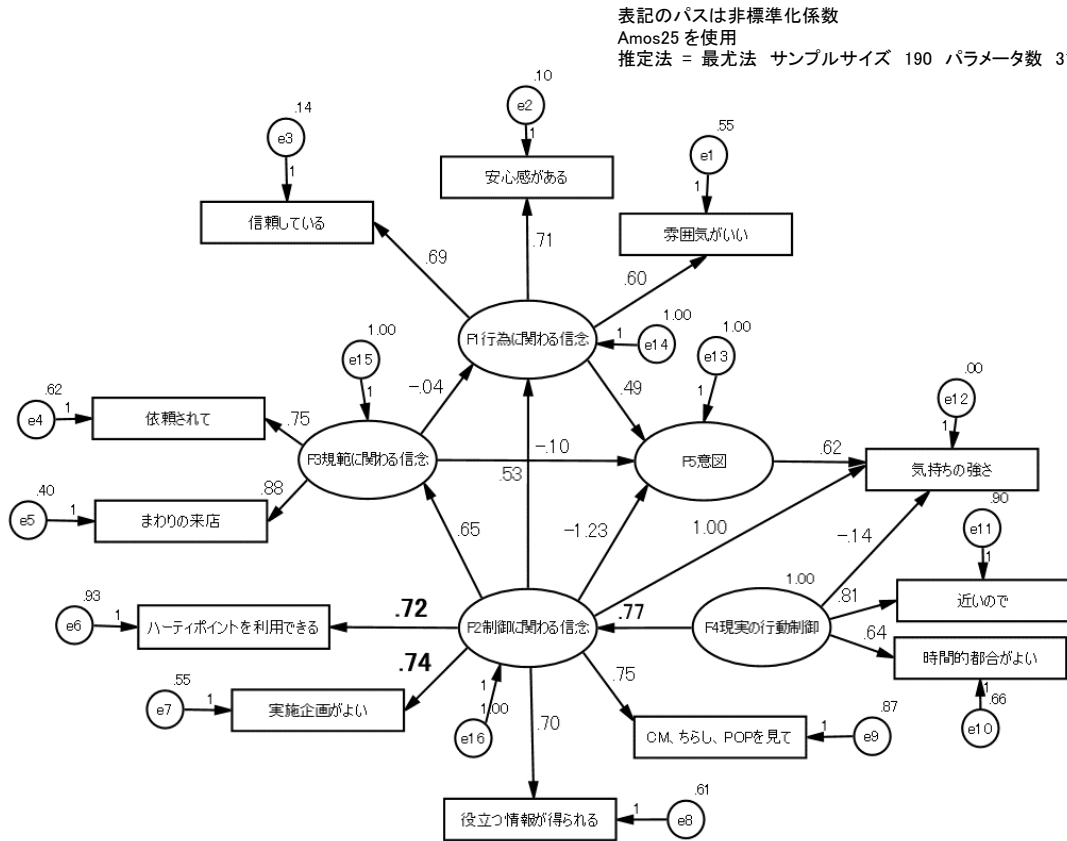 表記のパスは非標準化係数
Amos25 を使用
推定法 = 最尤法 サンプルサイズ 190 パラメータ数 31
.10
e2
1
.14
e3
1
.55
e1
1
安心感がある
信頼している
雰囲気がいい
.69
.71
.60
F1行為に関わる信念
1.00
1
e14
1.00
e13
1
1.00
e15
1
-.04
.49
.00
e12
1
.62
e4
1
依頼されて
.75
F3規範に関わる信念
-.10
.53
F5意図
.62
気持ちの強さ
.40
e5
1
まわりの来店
.88
.65
-1.23
1.00
-.14
.90
e11
1
.93
e6
1
ハーティポイントを利用できる
.72
F2制御に関わる信念
.77
1.00
F4現実の行動制御
.81
近いので
.64
時間的都合がよい
.55
e7
1
実施企画がよい
.74
1
1.00
e16
.70
.75
CM、ちらし、POPを見て
1
.87
e9
1
.66
e10
役立つ情報が得られる
1
.61
e8